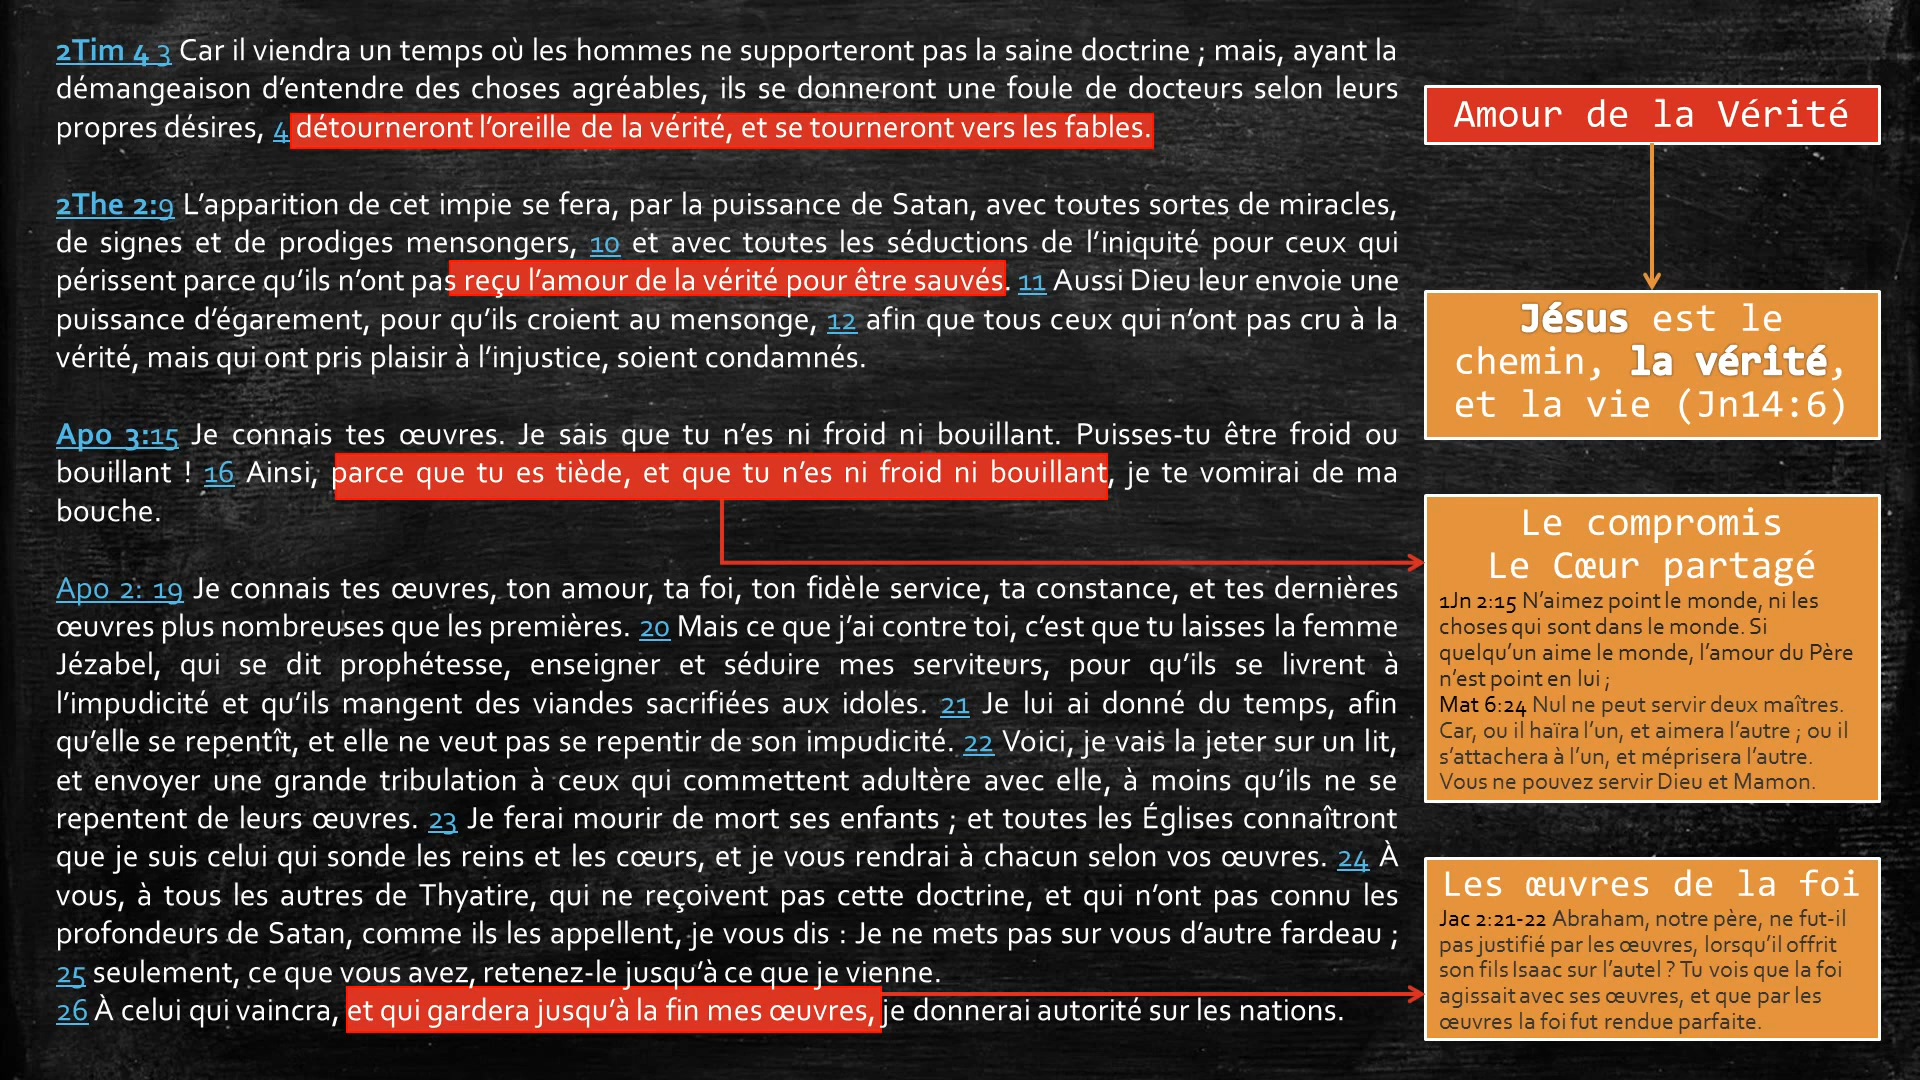 2Tim 4 3 Car il viendra un temps où les hommes ne supporteront pas la saine doctrine ; mais, ayant la
démangeaison d’entendre des choses agréables, ils se donneront une foule de docteurs selon leurs
propres désires, 4 détourneront l’oreille de la vérité, et se tourneront vers les fables.
2The 2:9 L’apparition de cet impie se fera, par la puissance de Satan, avec toutes sortes de miracles,
de signes et de prodiges mensongers, 10 et avec toutes les séductions de l’iniquité pour ceux qui
périssent parce qu’ils n’ont pas reçu l’amour de la vérité pour être sauvés. 11 Aussi Dieu leur envoie une
puissance d’égarement, pour qu’ils croient au mensonge, 12 afin que tous ceux qui n’ont pas cru à la
vérité, mais qui ont pris plaisir à l’injustice, soient condamnés.
Apo 3:15 Je connais tes œuvres. Je sais que tu n’es ni froid ni bouillant. Puisses-tu être froid ou
bouillant ! 16 Ainsi, parce que tu es tiède, et que tu n’es ni froid ni bouillant, je te vomirai de ma
bouche.
Apo 2: 19 Je connais tes œuvres, ton amour, ta foi, ton fidèle service, ta constance, et tes dernières
œuvres plus nombreuses que les premières. 20 Mais ce que j’ai contre toi, c’est que tu laisses la femme
Jézabel, qui se dit prophétesse, enseigner et séduire mes serviteurs, pour qu’ils se livrent à
l’impudicité et qu’ils mangent des viandes sacrifiées aux idoles. 21 Je lui ai donné du temps, afin
qu’elle se repentît, et elle ne veut pas se repentir de son impudicité. 22 Voici, je vais la jeter sur un lit,
et envoyer une grande tribulation à ceux qui commettent adultère avec elle, à moins qu’ils ne se
repentent de leurs œuvres. 23 Je ferai mourir de mort ses enfants ; et toutes les Églises connaîtront
que je suis celui qui sonde les reins et les cœurs, et je vous rendrai à chacun selon vos œuvres. 24 À
vous, à tous les autres de Thyatire, qui ne reçoivent pas cette doctrine, et qui n’ont pas connu les
profondeurs de Satan, comme ils les appellent, je vous dis : Je ne mets pas sur vous d’autre fardeau ;
25 seulement, ce que vous avez, retenez-le jusqu’à ce que je vienne.
26 À celui qui vaincra, et qui gardera jusqu’à la fin mes œuvres, je donnerai autorité sur les nations.
Amour de la Vérité
Jésus est le
chemin, la vérité,
et la vie (Jn14:6)
Le compromis
Le Cœur partagé
1Jn 2:15 N’aimez point le monde, ni les
choses qui sont dans le monde. Si
quelqu’un aime le monde, l’amour du Père
n’est point en lui ;
Mat 6:24 Nul ne peut servir deux maîtres.
Car, ou il haïra l’un, et aimera l’autre ; ou il
s’attachera à l’un, et méprisera l’autre.
Vous ne pouvez servir Dieu et Mamon.
Les œuvres de la foi
Jac 2:21-22 Abraham, notre père, ne fut-il
pas justifié par les œuvres, lorsqu’il offrit
son fils Isaac sur l’autel ? Tu vois que la foi
agissait avec ses œuvres, et que par les
œuvres la foi fut rendue parfaite.